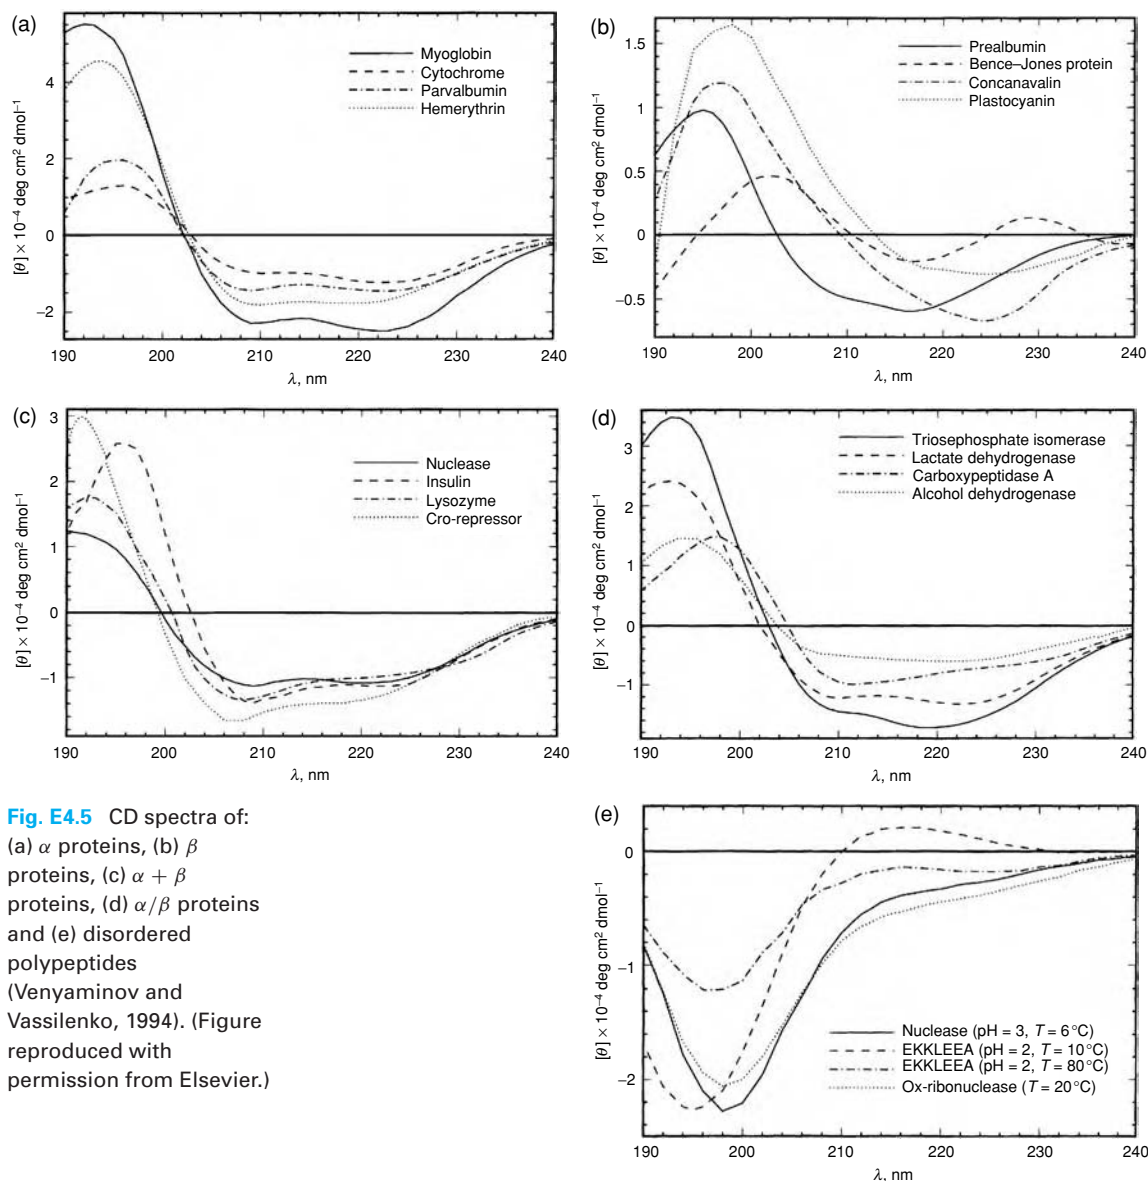 (a)
Myoglobin
Cytochrome
Parvalbumin
Hemerythrin
[θ] × 10⁻⁴ deg cm² dmol⁻¹
4
2
0
−2
190 200 210 220 230 240
λ, nm
(b)
Prealbumin
Bence–Jones protein
Concanavalin
Plastocyanin
[θ] × 10⁻⁴ deg cm² dmol⁻¹
1.5
1
0.5
0
−0.5
190 200 210 220 230 240
λ, nm
(c)
Nuclease
Insulin
Lysozyme
Cro-repressor
[θ] × 10⁻⁴ deg cm² dmol⁻¹
3
2
1
0
−1
190 200 210 220 230 240
λ, nm
(d)
Triosephosphate isomerase
Lactate dehydrogenase
Carboxypeptidase A
Alcohol dehydrogenase
[θ] × 10⁻⁴ deg cm² dmol⁻¹
3
2
1
0
−1
190 200 210 220 230 240
λ, nm
Fig. E4.5 CD spectra of:
(a) α proteins, (b) β
proteins, (c) α + β
proteins, (d) α/β proteins
and (e) disordered
polypeptides
(Venyaminov and
Vassilenko, 1994). (Figure
reproduced with
permission from Elsevier.)
(e)
[θ] × 10⁻⁴ deg cm² dmol⁻¹
0
−1
−2
Nuclease (pH = 3, T = 6°C)
EKKLEEA (pH = 2, T = 10°C)
EKKLEEA (pH = 2, T = 80°C)
Ox-ribonuclease (T = 20°C)
190 200 210 220 230 240
λ, nm